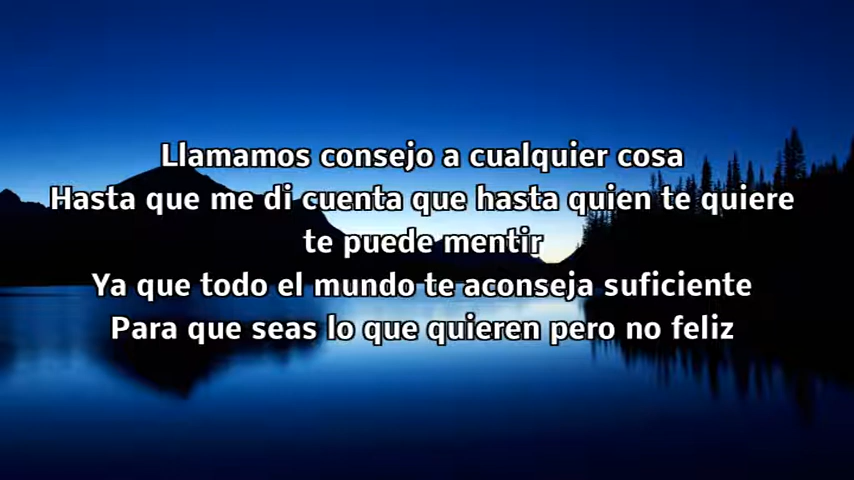 Llamamos consejo a cualquier cosa
Hasta que me di cuenta que hasta quien te quiere
te puede mentir
Ya que todo el mundo te aconseja suficiente
Para que seas lo que quieren pero no feliz